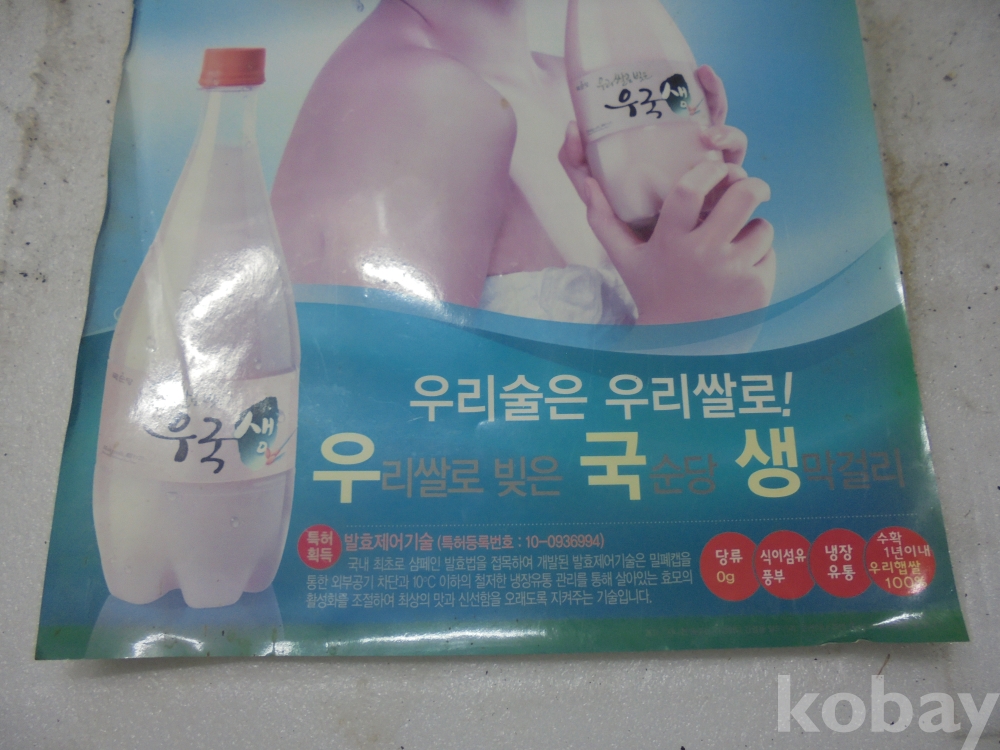 우리쌀로빚은
우국생
우국생
우리술은 우리쌀로!
우리쌀로 빚은 국순당 생막걸리
특허
획득
발효제어기술 (특허등록번호 : 10-0936994)
국내 최초로 샴페인 발효법을 접목하여 개발된 발효제어기술은 밀폐캡을
통한 외부공기 차단과 10℃ 이하의 철저한 냉장유통 관리를 통해 살아있는 효모의
활성화를 조절하여 최상의 맛과 신선함을 오래도록 지켜주는 기술입니다.
당류
0g
식이섬유
풍부
냉장
유통
수확
1년이내
우리햅쌀
100%
kobay